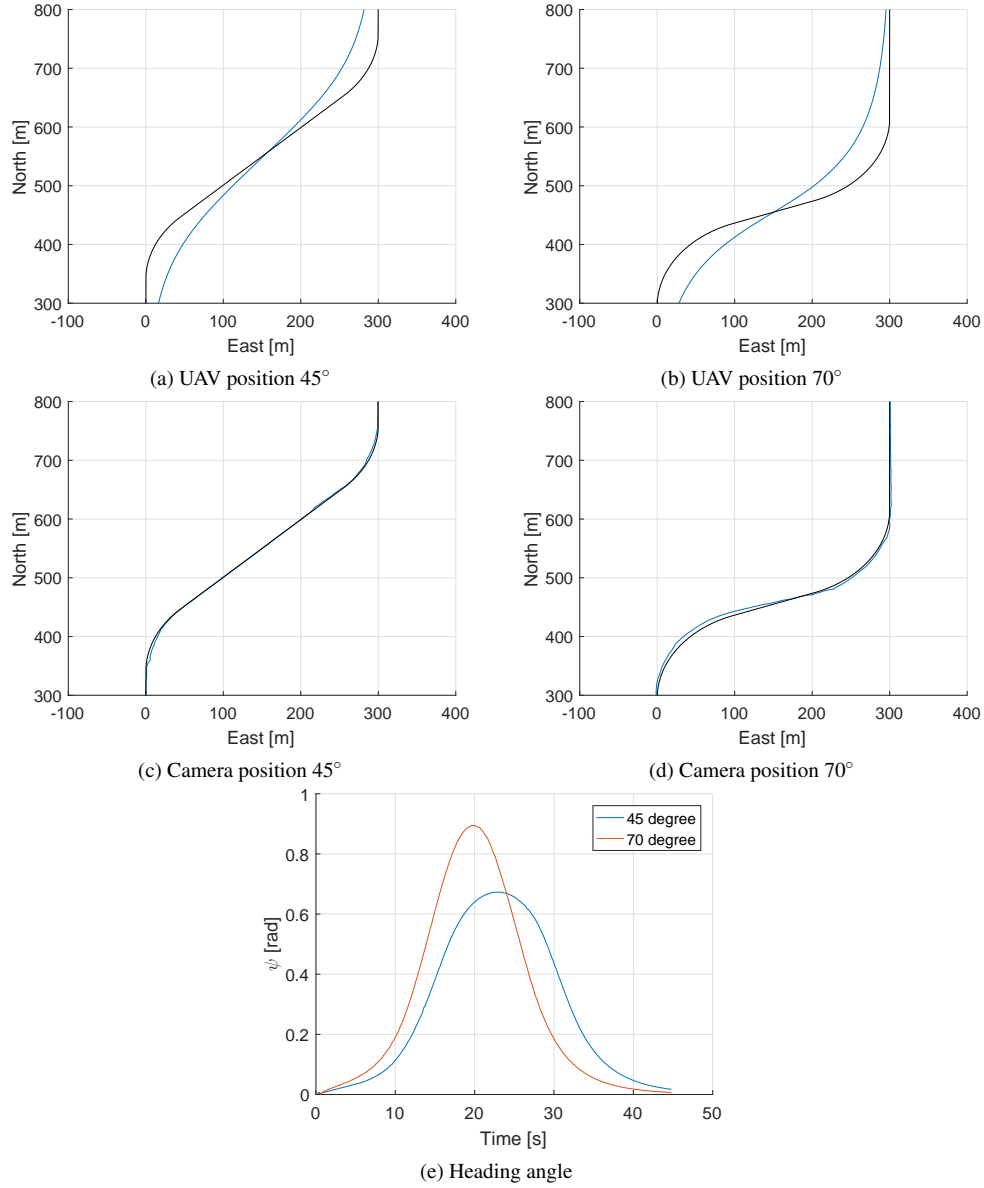 800
700
600
500
400
300
North [m]
-100 0 100 200 300 400
East [m]
(a) UAV position 45°
800
700
600
500
400
300
North [m]
-100 0 100 200 300 400
East [m]
(b) UAV position 70°
800
700
600
500
400
300
North [m]
-100 0 100 200 300 400
East [m]
(c) Camera position 45°
800
700
600
500
400
300
North [m]
-100 0 100 200 300 400
East [m]
(d) Camera position 70°
1
0.8
0.6
0.4
0.2
0
ψ [rad]
45 degree
70 degree
0 10 20 30 40 50
Time [s]
(e) Heading angle